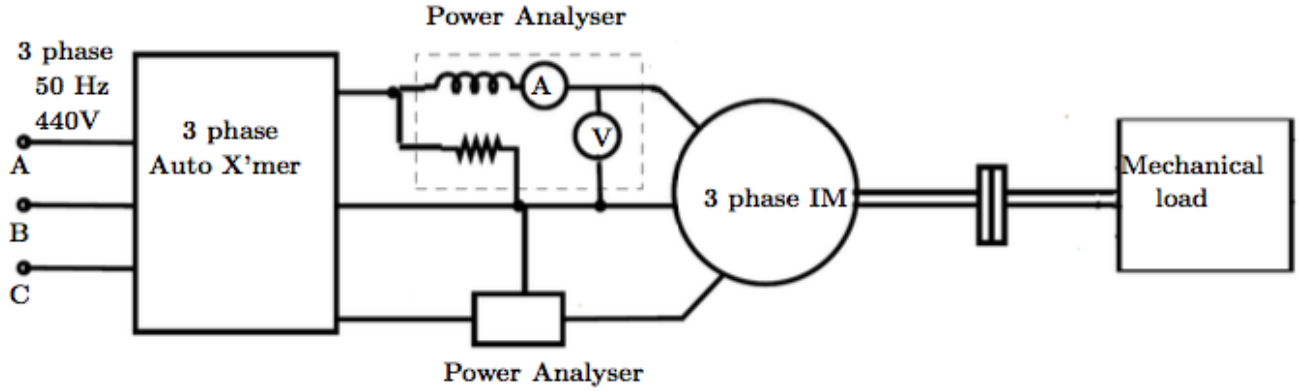 Power Analyser
3 phase
50 Hz
440V
A
B
C
3 phase
Auto X'mer
A
V
3 phase IM
Mechanical
load
Power Analyser